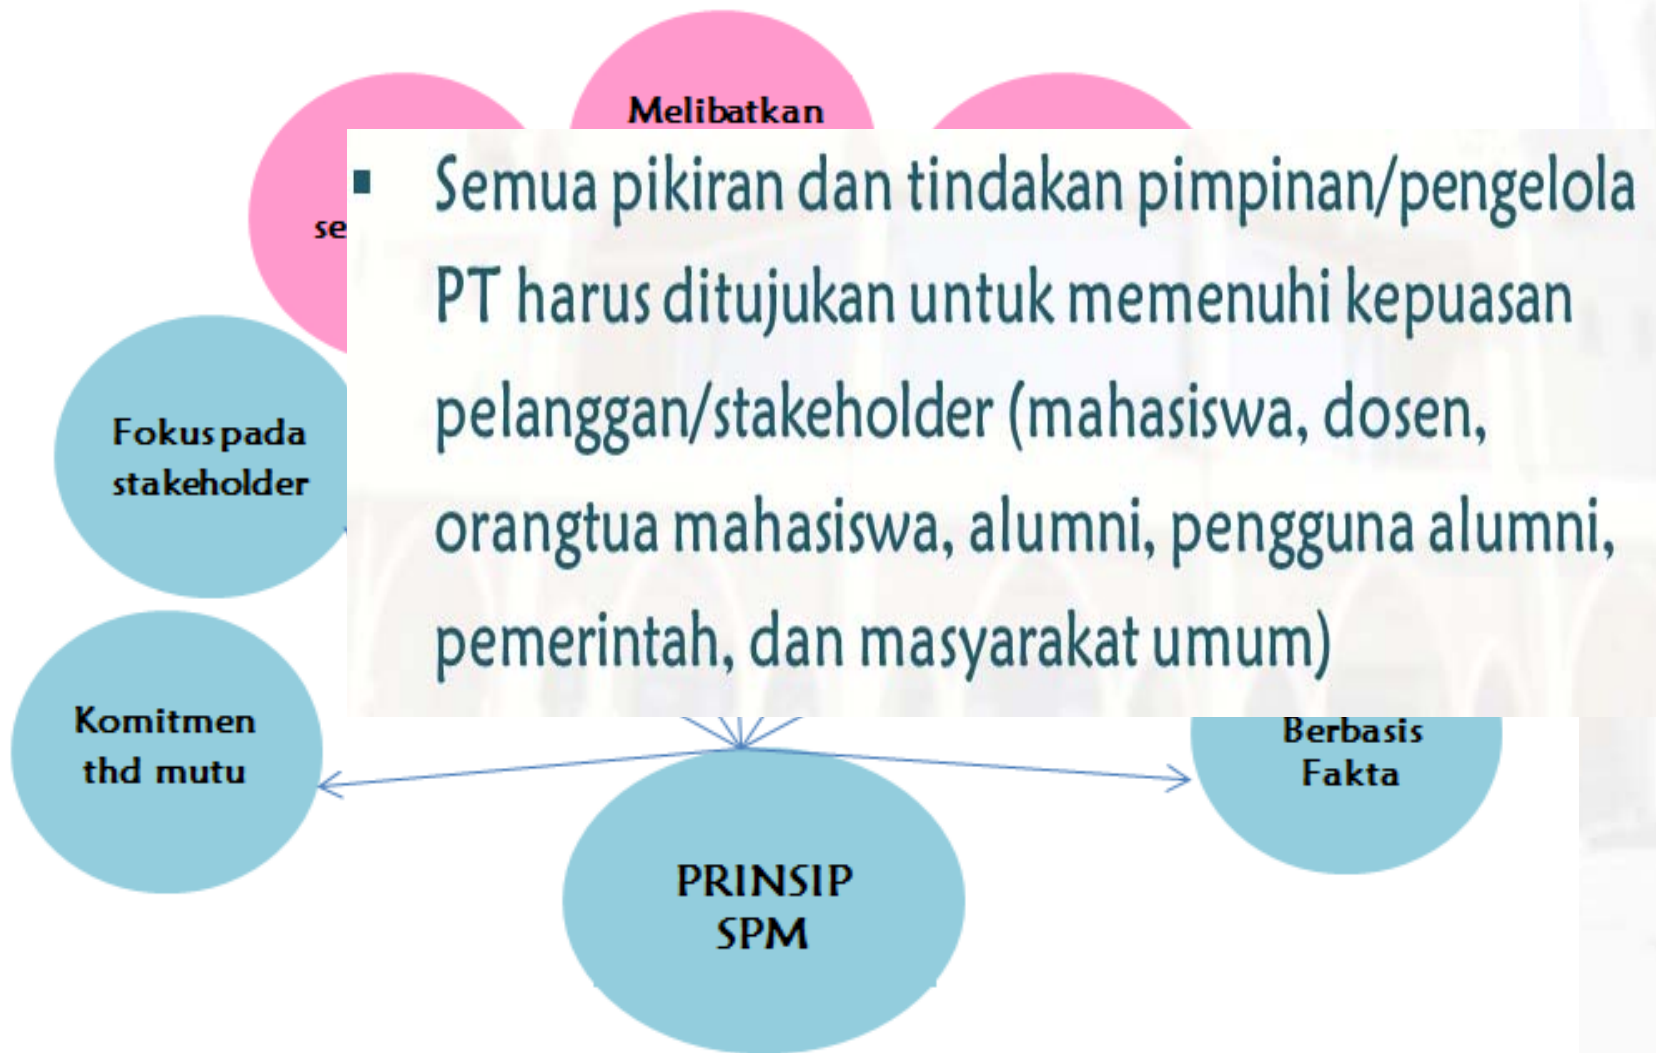 Melibatkan
se
▪ Semua pikiran dan tindakan pimpinan/pengelola
PT harus ditujukan untuk memenuhi kepuasan
pelanggan/stakeholder (mahasiswa, dosen,
orangtua mahasiswa, alumni, pengguna alumni,
pemerintah, dan masyarakat umum)
Fokus pada
stakeholder
Komitmen
thd mutu
Berbasis
Fakta
PRINSIP
SPM